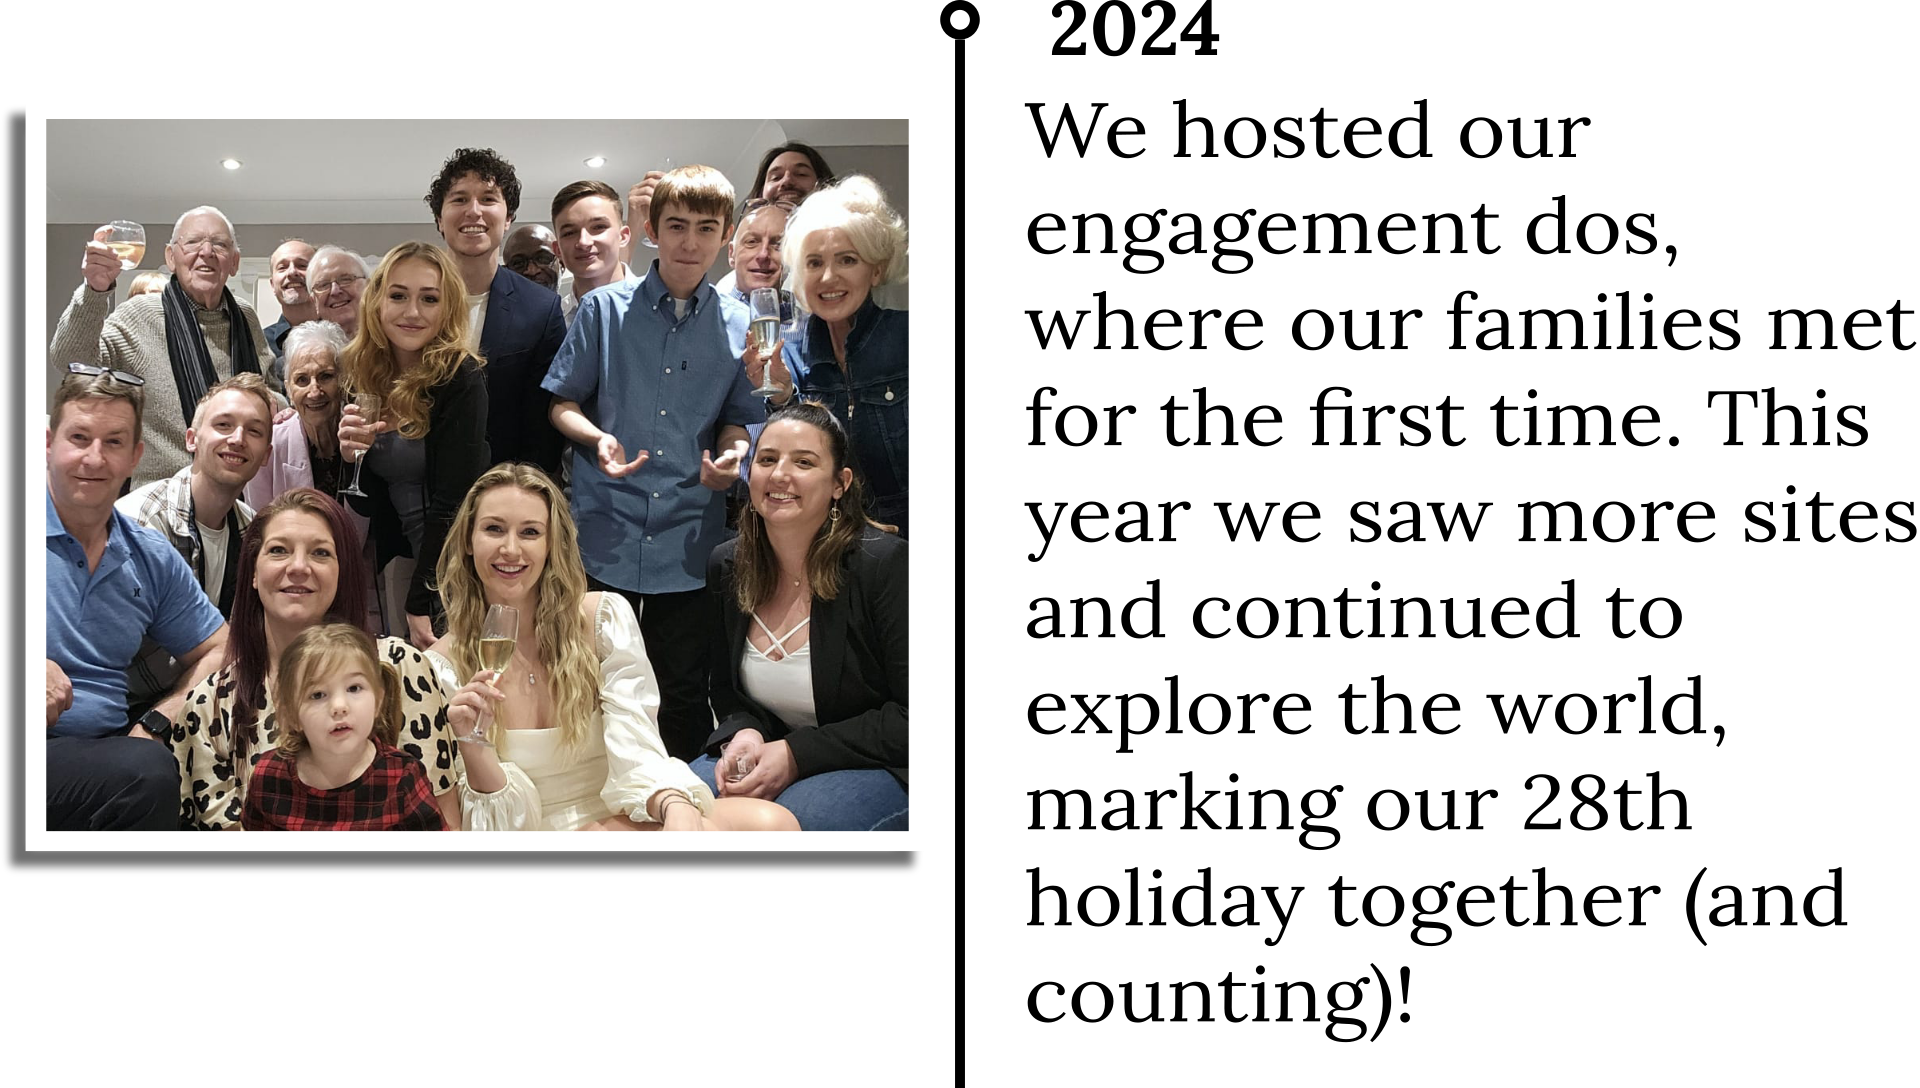 2024
We hosted our
engagement dos,
where our families met
for the first time. This
year we saw more sites
and continued to
explore the world,
marking our 28th
holiday together (and
counting)!